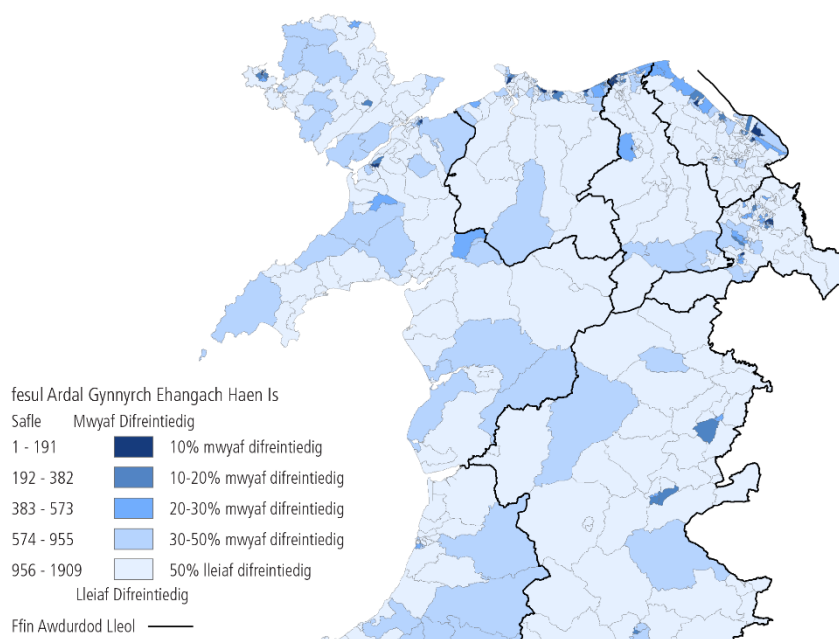 fesul Ardal Gynnyrch Ehangach Haen Is
Safle Mwyaf Difreintiedig
1 - 191 10% mwyaf difreintiedig
192 - 382 10-20% mwyaf difreintiedig
383 - 573 20-30% mwyaf difreintiedig
574 - 955 30-50% mwyaf difreintiedig
956 - 1909 50% lleiaf difreintiedig
Lleiaf Difreintiedig
Ffin Awdurdod Lleol